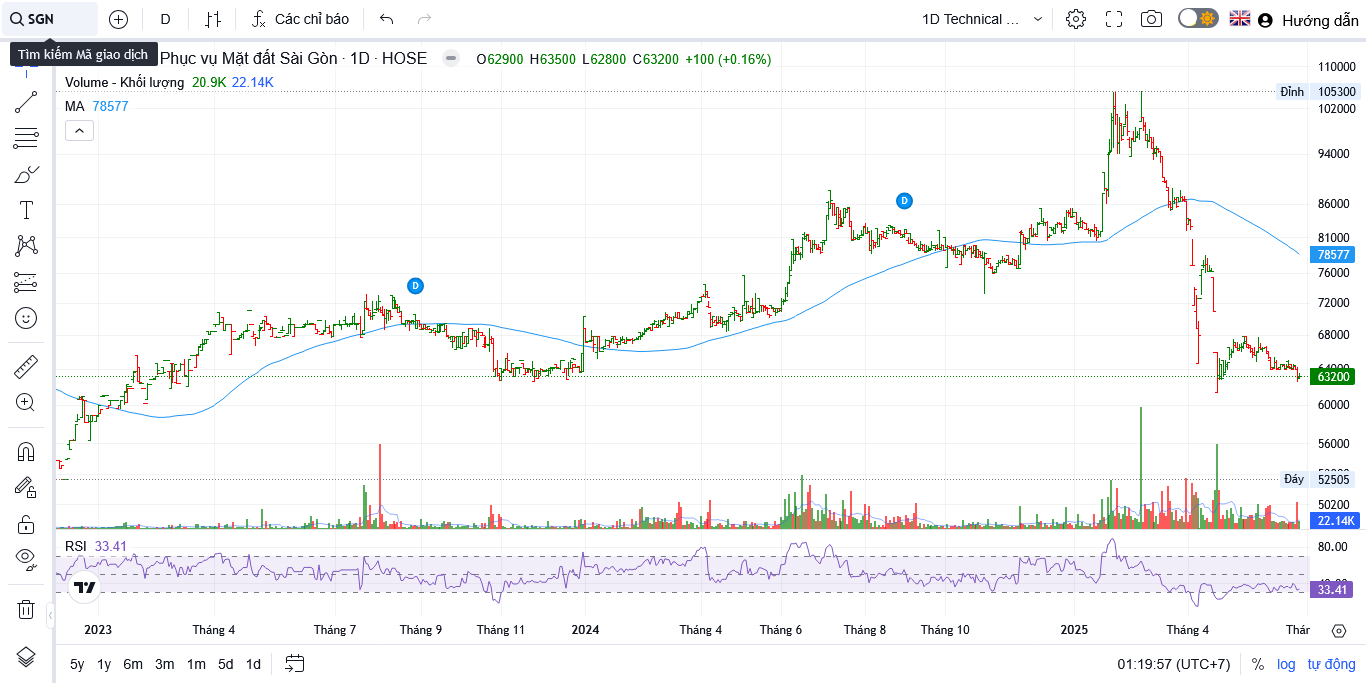 SGN
D
Các chỉ báo
1D Technical ...
Hướng dẫn
Tìm kiếm Mã giao dịch
Phục vụ Mặt đất Sài Gòn · 1D · HOSE
O62900 H63500 L62800 C63200 +100 (+0.16%)
Volume - Khối lượng 20.9K 22.14K
MA 78577
110000
Đỉnh 105300
102000
94000
86000
81000
78577
76000
72000
68000
63200
60000
56000
Đáy 52505
50200
22.14K
D
D
RSI 33.41
80.00
33.41
2023
Tháng 4
Tháng 7
Tháng 9
Tháng 11
2024
Tháng 4
Tháng 6
Tháng 8
Tháng 10
2025
Tháng 4
Thár
5y 1y 6m 3m 1m 5d 1d
01:19:57 (UTC+7)
% log tự động